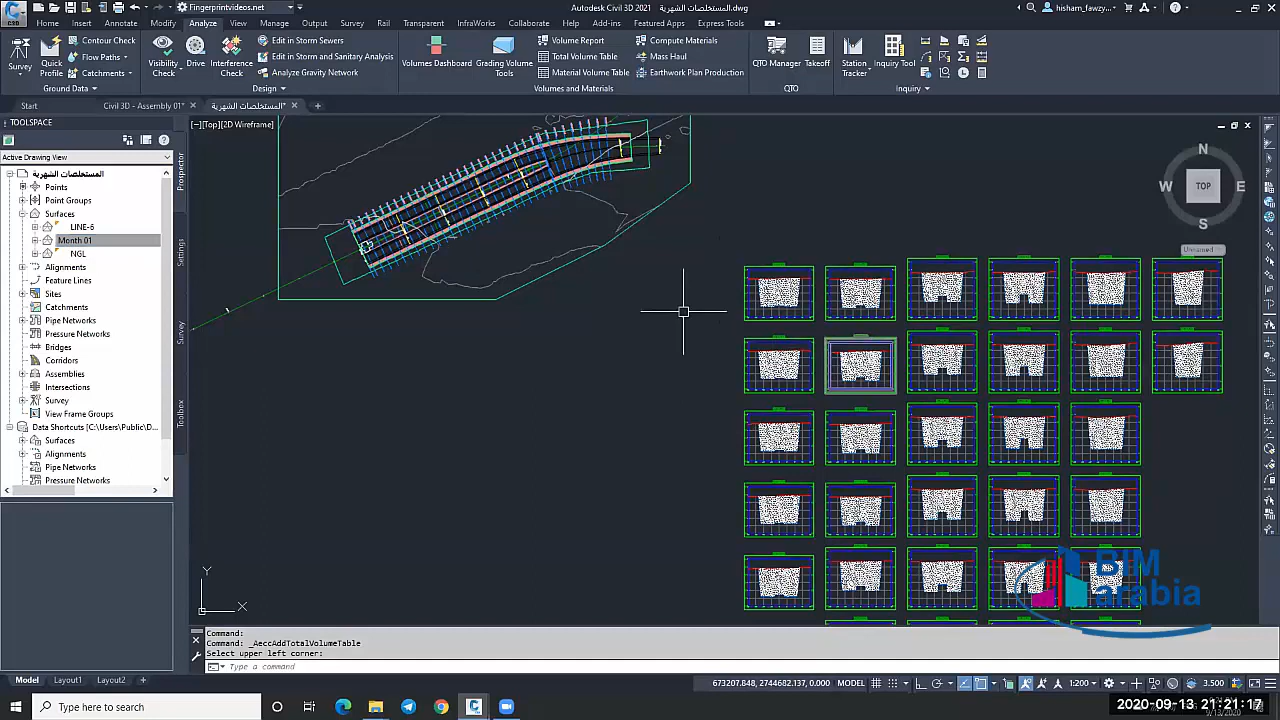 Fingerprintvideos.net
Autodesk Civil 3D 2021 المستخلصات الشهرية.dwg
hisham_fawzy...
Home Insert Annotate Modify Analyze View Manage Output Survey Rail Transparent InfraWorks Collaborate Help Add-ins Featured Apps Express Tools
Survey
Quick Profile
Contour Check
Flow Paths
Catchments
Ground Data
Visibility Check
Drive
Interference Check
Edit in Storm Sewers
Edit in Storm and Sanitary Analysis
Analyze Gravity Network
Design
Volumes Dashboard
Grading Volume Tools
Volume Report
Total Volume Table
Material Volume Table
Compute Materials
Mass Haul
Earthwork Plan Production
Volumes and Materials
QTO Manager
Takeoff
QTO
Station Tracker
Inquiry Tool
Inquiry
Start
Civil 3D - Assembly 01*
المستخلصات الشهرية*
TOOLSPACE
Active Drawing View
المستخلصات الشهرية
Points
Point Groups
Surfaces
LINE-6
Month 01
NGL
Alignments
Feature Lines
Sites
Catchments
Pipe Networks
Pressure Networks
Bridges
Corridors
Assemblies
Intersections
Survey
View Frame Groups
Data Shortcuts [C:\Users\Public\D...
Surfaces
Alignments
Pipe Networks
Pressure Networks
Prospector
Settings
Survey
Toolbox
[-][Top][2D Wireframe]
N
W TOP E
S
Unnamed
Y
X
BIM
arabia
Command:
Command: _AeccAddTotalVolumeTable
Select upper left corner:
Type a command
Model Layout1 Layout2
673207.848, 2744682.137, 0.000 MODEL 1:200 3.500
Type here to search
2020-09-13 21:21:17